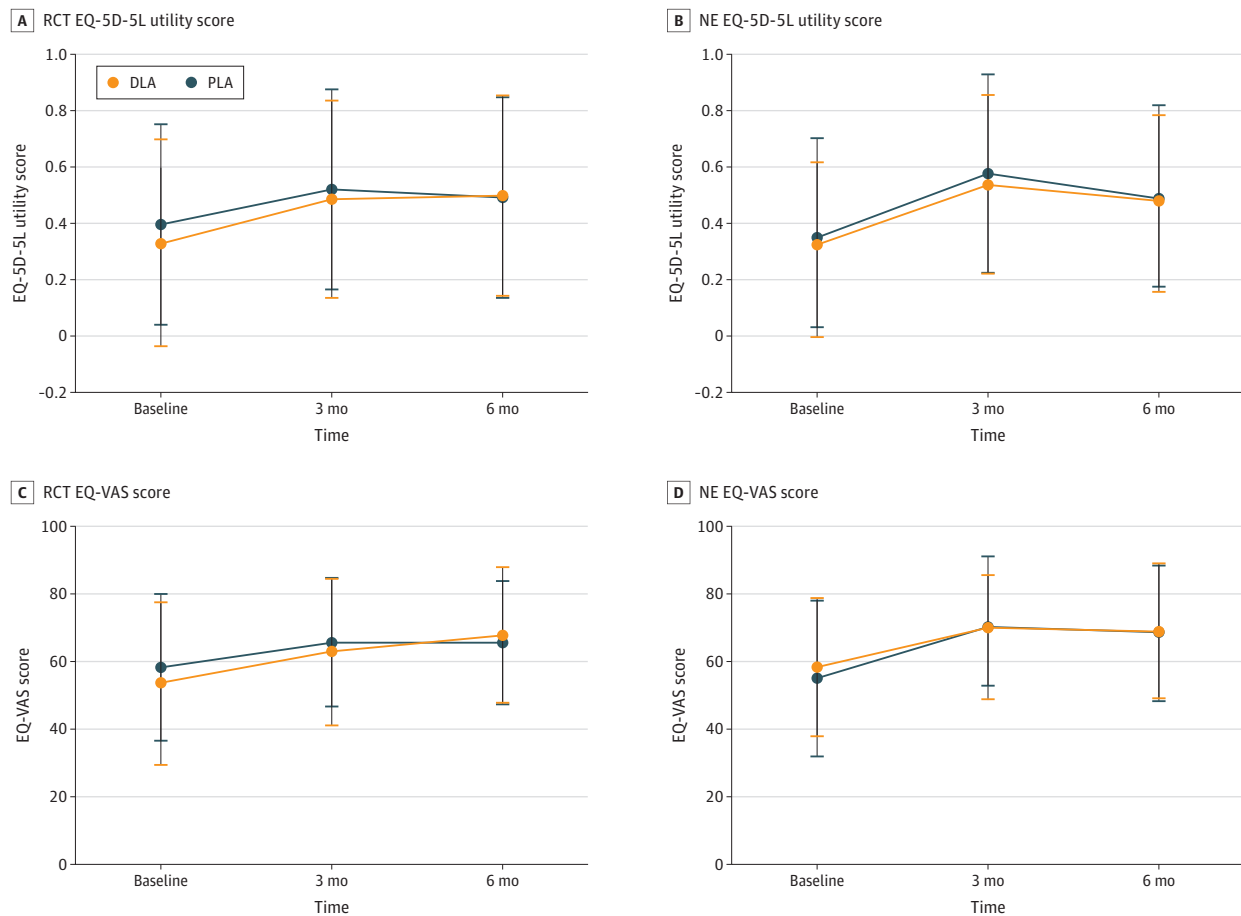 A RCT EQ-5D-5L utility score
DLA PLA
EQ-5D-5L utility score
1.0
0.8
0.6
0.4
0.2
0
-0.2
Baseline 3 mo 6 mo
Time
B NE EQ-5D-5L utility score
EQ-5D-5L utility score
1.0
0.8
0.6
0.4
0.2
0
-0.2
Baseline 3 mo 6 mo
Time
C RCT EQ-VAS score
EQ-VAS score
100
80
60
40
20
0
Baseline 3 mo 6 mo
Time
D NE EQ-VAS score
EQ-VAS score
100
80
60
40
20
0
Baseline 3 mo 6 mo
Time